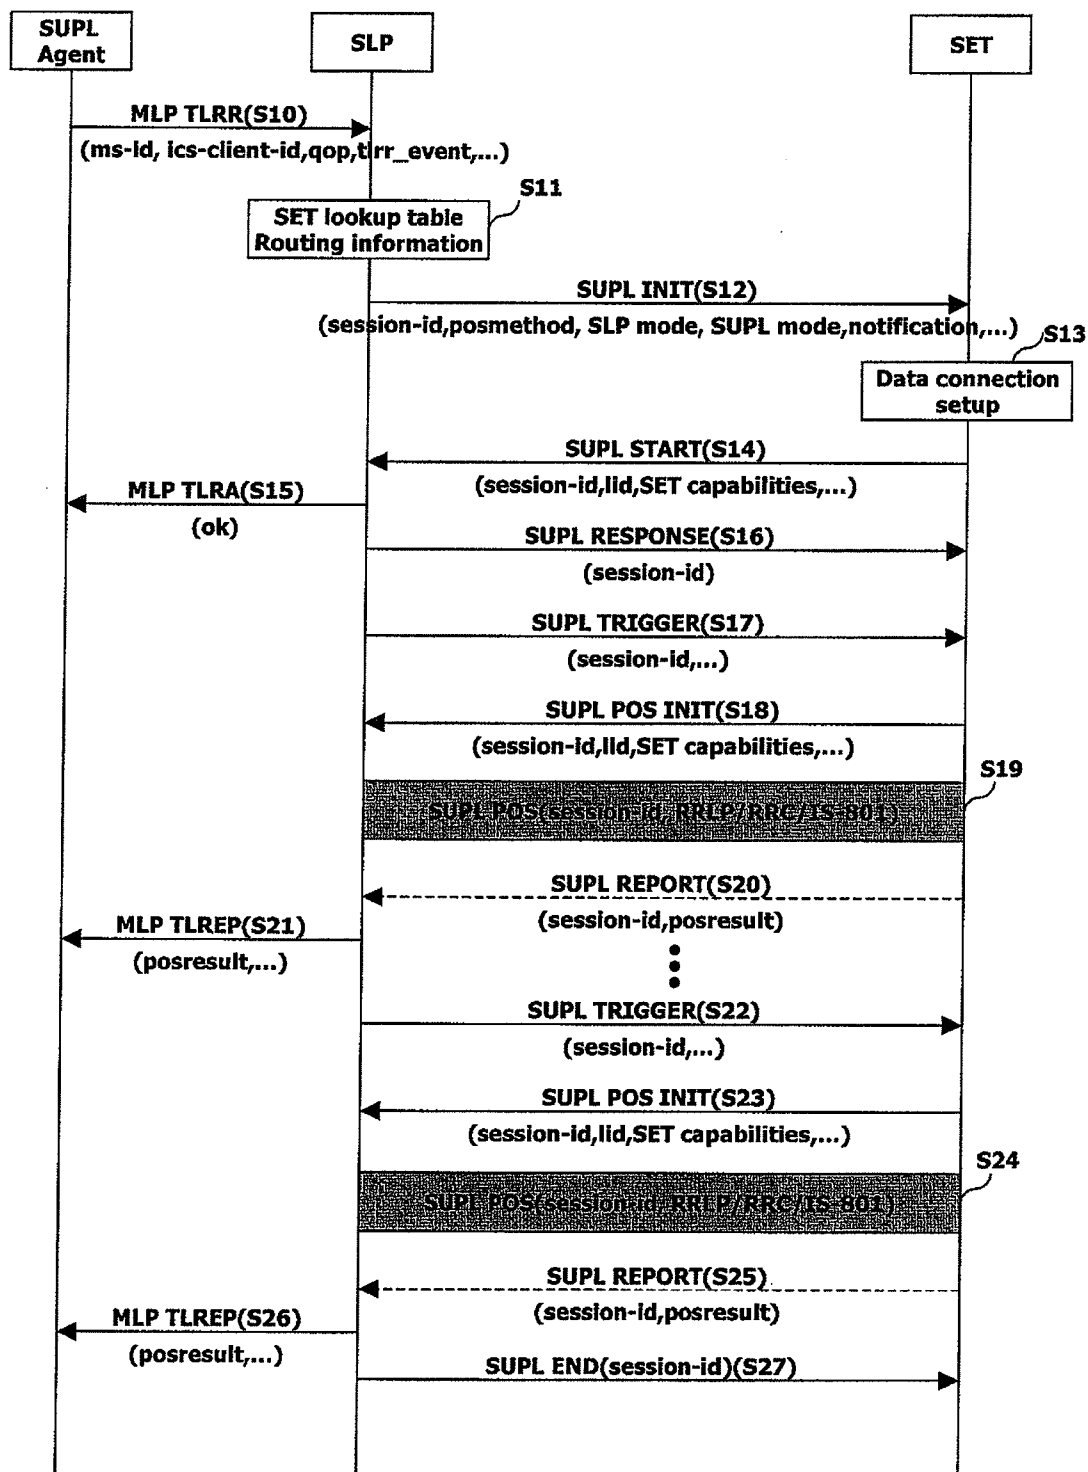 SUPL
Agent
SLP
SET
MLP TLRR(S10)
(ms-id, ics-client-id,qop,tlrr_event,...)
S11
SET lookup table
Routing information
SUPL INIT(S12)
(session-id,posmethod, SLP mode, SUPL mode,notification,...)
S13
Data connection
setup
SUPL START(S14)
(session-id,lid,SET capabilities,...)
MLP TLRA(S15)
(ok)
SUPL RESPONSE(S16)
(session-id)
SUPL TRIGGER(S17)
(session-id,...)
SUPL POS INIT(S18)
(session-id,lid,SET capabilities,...)
S19
SUPL POS(session-id, RRLP/RRC/IS-801)
SUPL REPORT(S20)
(session-id,posresult)
MLP TLREP(S21)
(posresult,...)
SUPL TRIGGER(S22)
(session-id,...)
SUPL POS INIT(S23)
(session-id,lid,SET capabilities,...)
S24
SUPL POS(session-id, RRLP/RRC/IS-801)
SUPL REPORT(S25)
(session-id,posresult)
MLP TLREP(S26)
(posresult,...)
SUPL END(session-id)(S27)